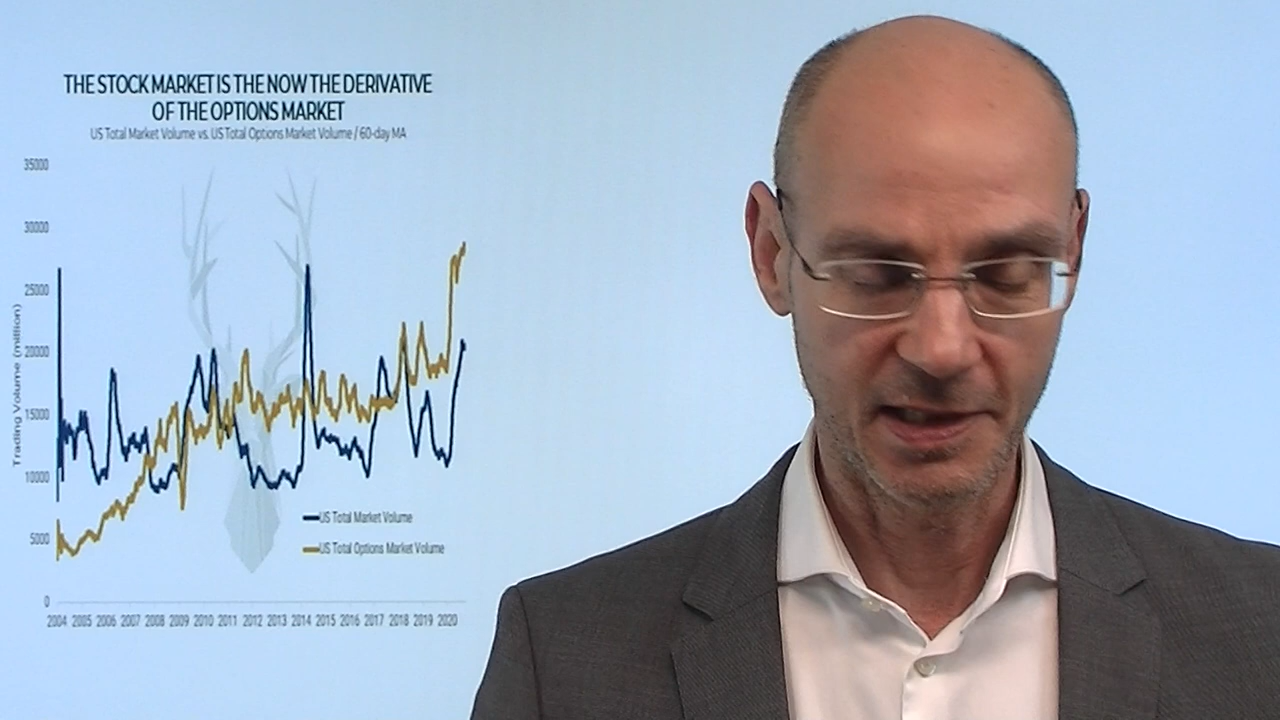 THE STOCK MARKET IS THE NOW THE DERIVATIVE
OF THE OPTIONS MARKET
US Total Market Volume vs. US Total Options Market Volume / 60-day MA
35000
30000
25000
20000
15000
10000
5000
0
Trading Volume (million)
US Total Market Volume
US Total Options Market Volume
2004 2005 2006 2007 2008 2009 2010 2011 2012 2013 2014 2015 2016 2017 2018 2019 2020